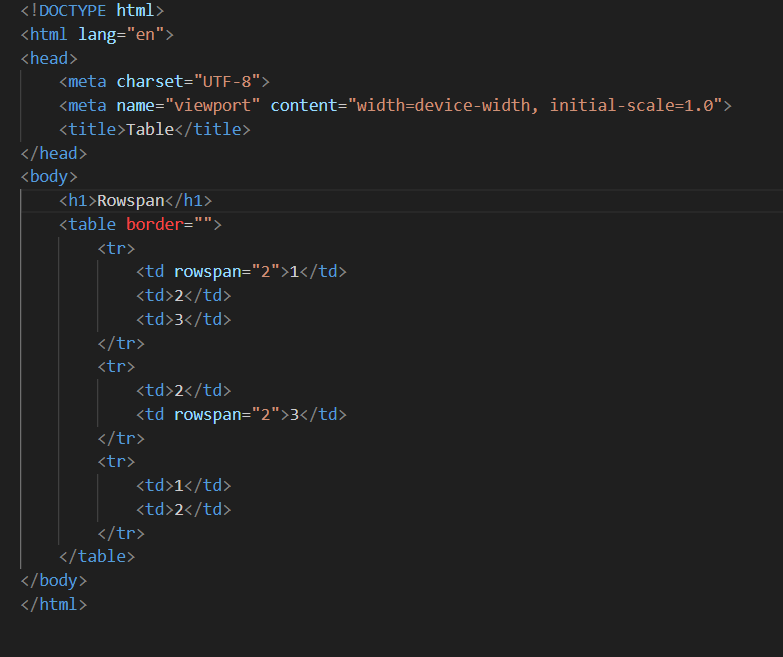 <!DOCTYPE html>
<html lang="en">
<head>
    <meta charset="UTF-8">
    <meta name="viewport" content="width=device-width, initial-scale=1.0">
    <title>Table</title>
</head>
<body>
    <h1>Rowspan</h1>
    <table border="">
        <tr>
            <td rowspan="2">1</td>
            <td>2</td>
            <td>3</td>
        </tr>
        <tr>
            <td>2</td>
            <td rowspan="2">3</td>
        </tr>
        <tr>
            <td>1</td>
            <td>2</td>
        </tr>
    </table>
</body>
</html>